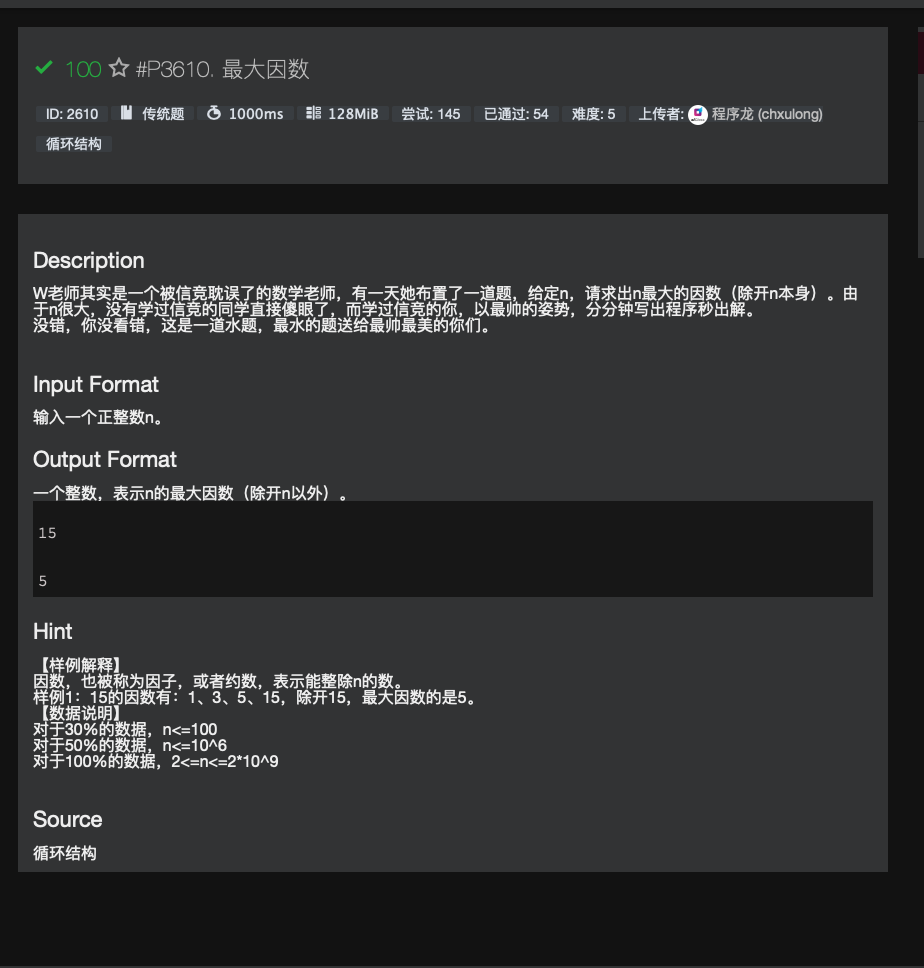 100 #P3610. 最大因数
ID: 2610 传统题 1000ms 128MiB 尝试: 145 已通过: 54 难度: 5 上传者: 程序龙 (chxulong)
循环结构
Description
W老师其实是一个被信竞耽误了的数学老师，有一天她布置了一道题，给定n，请求出n最大的因数（除开n本身）。由
于n很大，没有学过信竞的同学直接傻眼了，而学过信竞的你，以最帅的姿势，分分钟写出程序秒出解。
没错，你没看错，这是一道水题，最水的题送给最帅最美的你们。
Input Format
输入一个正整数n。
Output Format
一个整数，表示n的最大因数（除开n以外）。
15
5
Hint
【样例解释】
因数，也被称为因子，或者约数，表示能整除n的数。
样例1：15的因数有：1、3、5、15，除开15，最大因数的是5。
【数据说明】
对于30%的数据，n<=100
对于50%的数据，n<=10^6
对于100%的数据，2<=n<=2*10^9
Source
循环结构